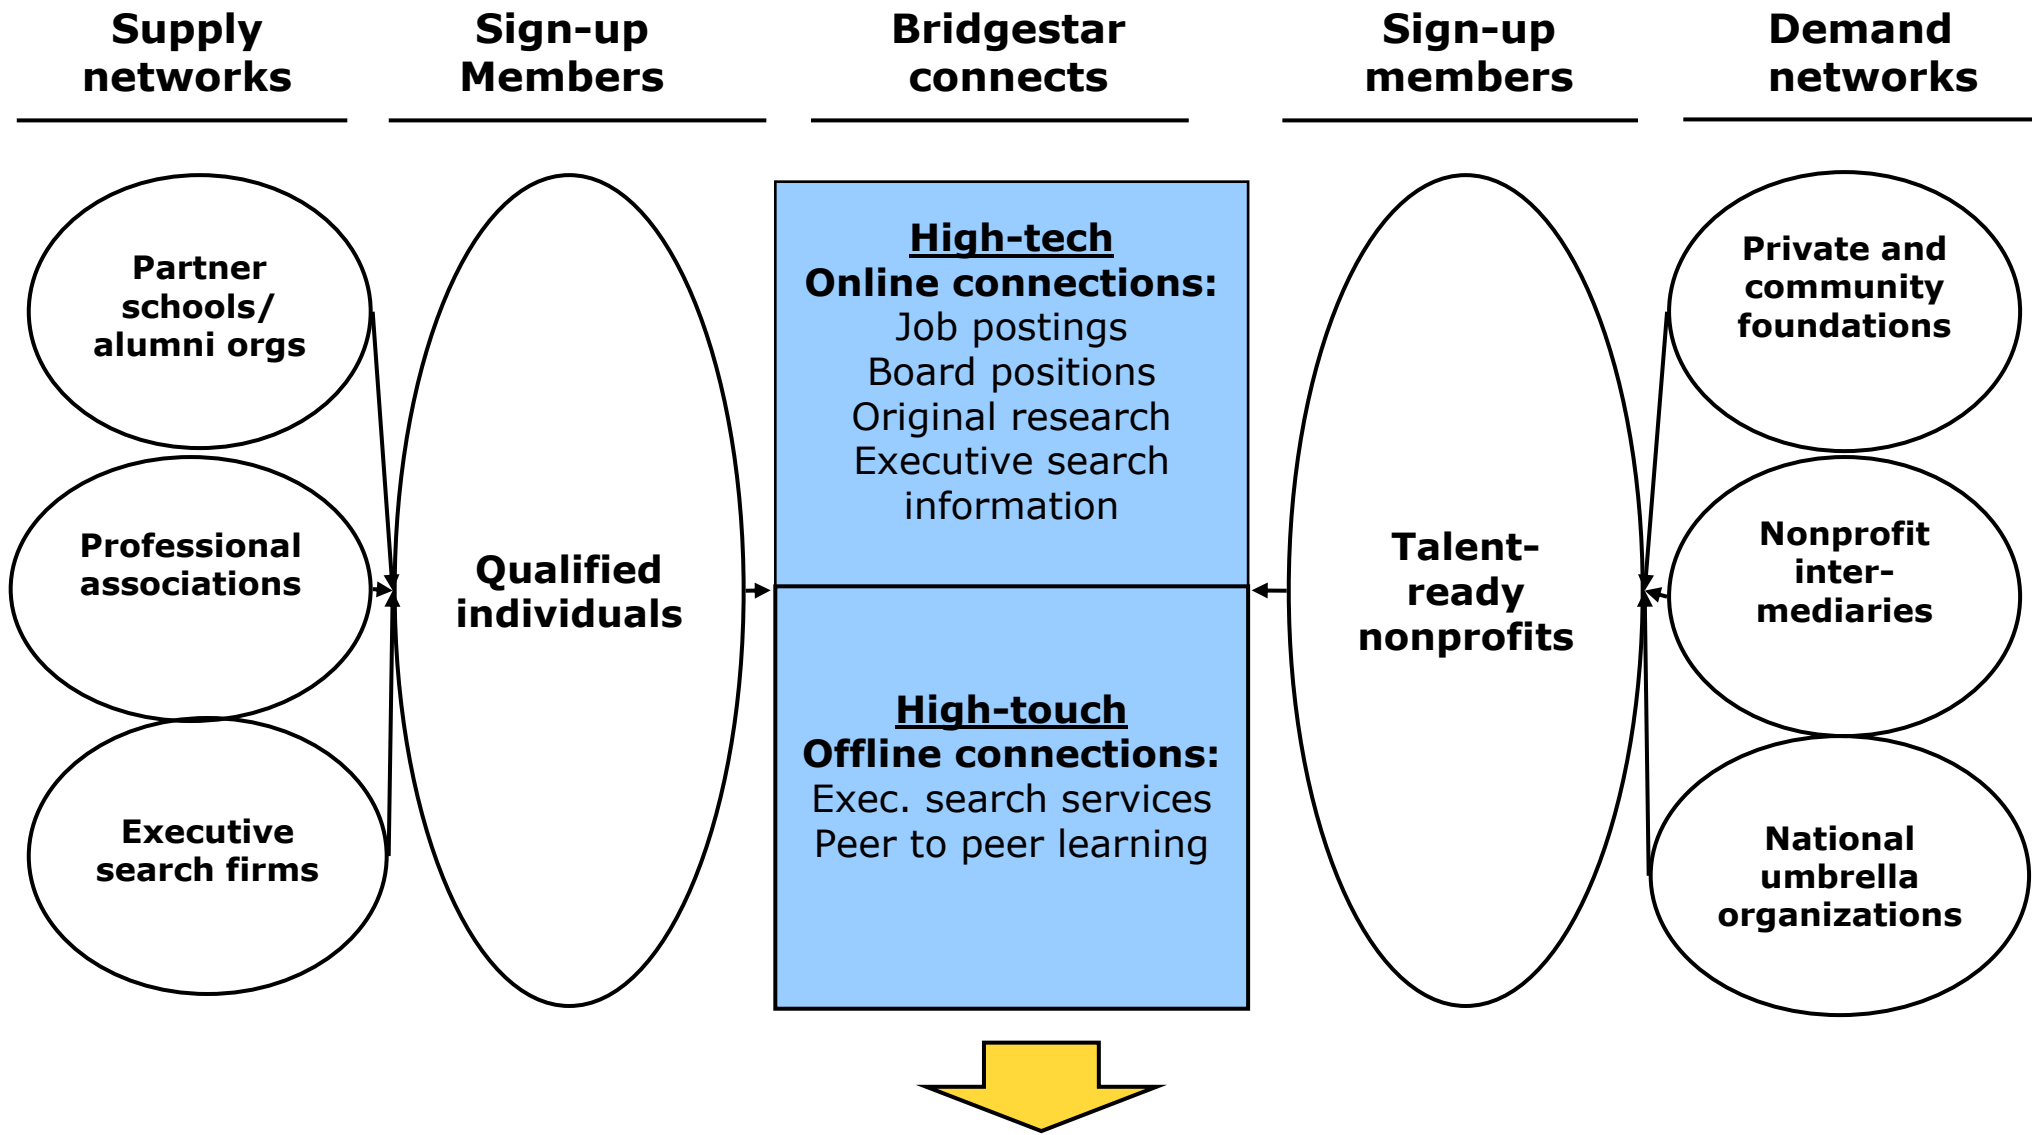 Supply
networks
Sign-up
Members
Bridgestar
connects
Sign-up
members
Demand
networks
Partner
schools/
alumni orgs
Professional
associations
Executive
search firms
Qualified
individuals
High-tech
Online connections:
Job postings
Board positions
Original research
Executive search
information
High-touch
Offline connections:
Exec. search services
Peer to peer learning
Talent-
ready
nonprofits
Private and
community
foundations
Nonprofit
inter-
mediaries
National
umbrella
organizations